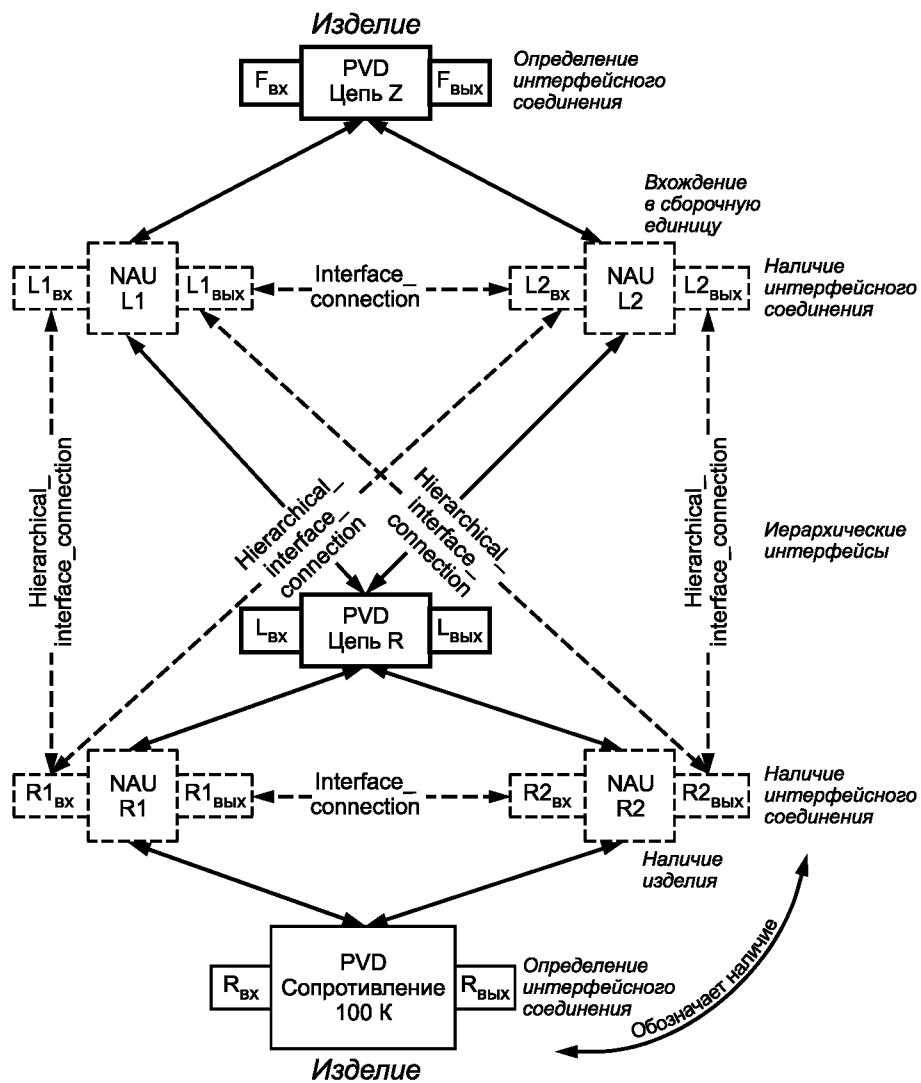 Изделие
Fвх
PVD
Цепь Z
Fвых
Определение
интерфейсного
соединения
Вхождение
в сборочную
единицу
L1вх
NAU
L1
L1вых
Interface_
connection
L2вх
NAU
L2
L2вых
Наличие
интерфейсного
соединения
Hierarchical_
interface_connection
Hierarchical_
interface_
connection
Hierarchical_
interface_
connection
Hierarchical_
interface_connection
Иерархические
интерфейсы
Lвх
PVD
Цепь R
Lвых
R1вх
NAU
R1
R1вых
Interface_
connection
R2вх
NAU
R2
R2вых
Наличие
интерфейсного
соединения
Наличие
изделия
Rвх
PVD
Сопротивление
100 К
Rвых
Определение
интерфейсного
соединения
Обозначает наличие
Изделие